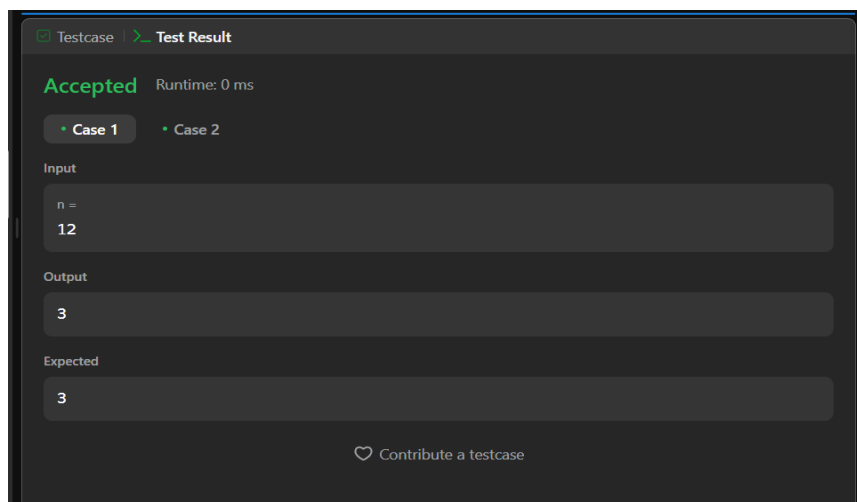 Testcase | >_ Test Result
Accepted Runtime: 0 ms
• Case 1 • Case 2
Input
n =
12
Output
3
Expected
3
Contribute a testcase